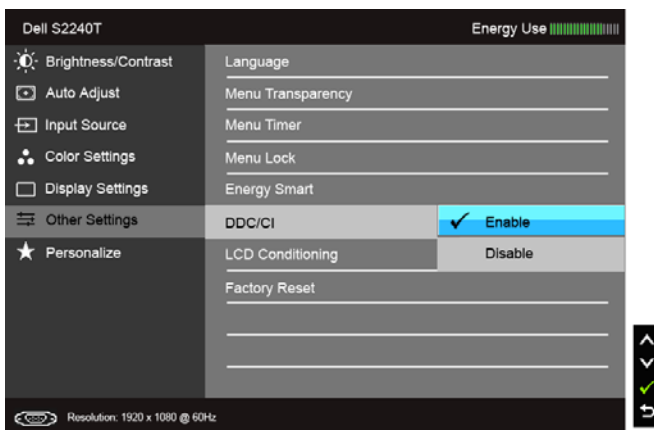 Dell S2240T
Energy Use
Brightness/Contrast
Auto Adjust
Input Source
Color Settings
Display Settings
Other Settings
Personalize
Language
Menu Transparency
Menu Timer
Menu Lock
Energy Smart
DDC/CI
Enable
LCD Conditioning
Disable
Factory Reset
Resolution: 1920 x 1080 @ 60Hz